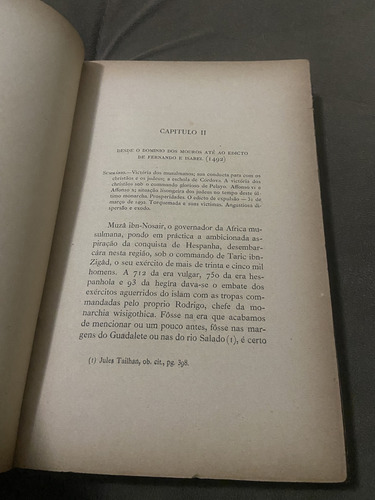 CAPITULO II
DESDE O DOMINIO DOS MOUROS ATÉ AO EDICTO
DE FERNANDO E ISABEL (1492)
SUMMARIO.—Victória dos musulmanos; sua conducta para com os
christãos e os judeus; a eschola de Córdova. A victória dos
christãos sob o commando glorioso de Pelayo. Affonso VI e
Affonso X; situação lisongeira dos judeus no tempo deste úl-
timo monarcha. Prosperidades. O edicto de expulsão — 31 de
março de 1492. Torquemada e suas victimas. Angustiosa di-
spersão e exodo.
Muzâ ibn-Nosair, o governador da Africa mu-
sulmana, pondo em práctica a ambicionada as-
piração da conquista de Hespanha, desembar-
cára nesta região, sob o commando de Taric ibn-
Zigâd, o seu exército de mais de trinta e cinco mil
homens. A 712 da era vulgar, 750 da era hes-
panhola e 93 da hegira dava-se o embate dos
exércitos aguerridos do islam com as tropas com-
mandadas pelo proprio Rodrigo, chefe da mo-
narchia wisigothica. Fôsse na era que acabamos
de mencionar ou um pouco antes, fôsse nas mar-
gens do Guadalete ou nas do rio Salado (1), é certo
(1) Jules Tailhan, ob. cit., pg. 398.